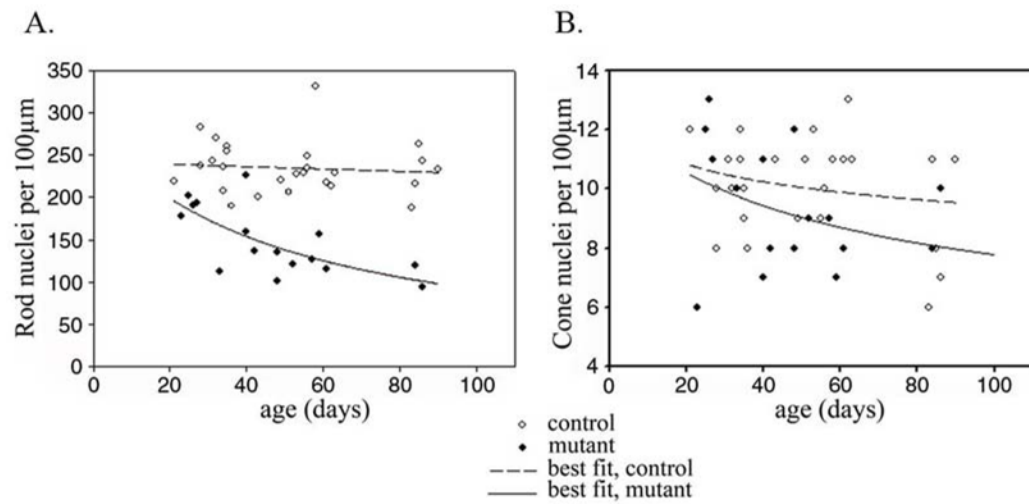 A.
Rod nuclei per 100μm
350
300
250
200
150
100
50
0
0 20 40 60 80 100
age (days)
B.
Cone nuclei per 100μm
14
12
10
8
6
4
0 20 40 60 80 100
age (days)
control
mutant
best fit, control
best fit, mutant